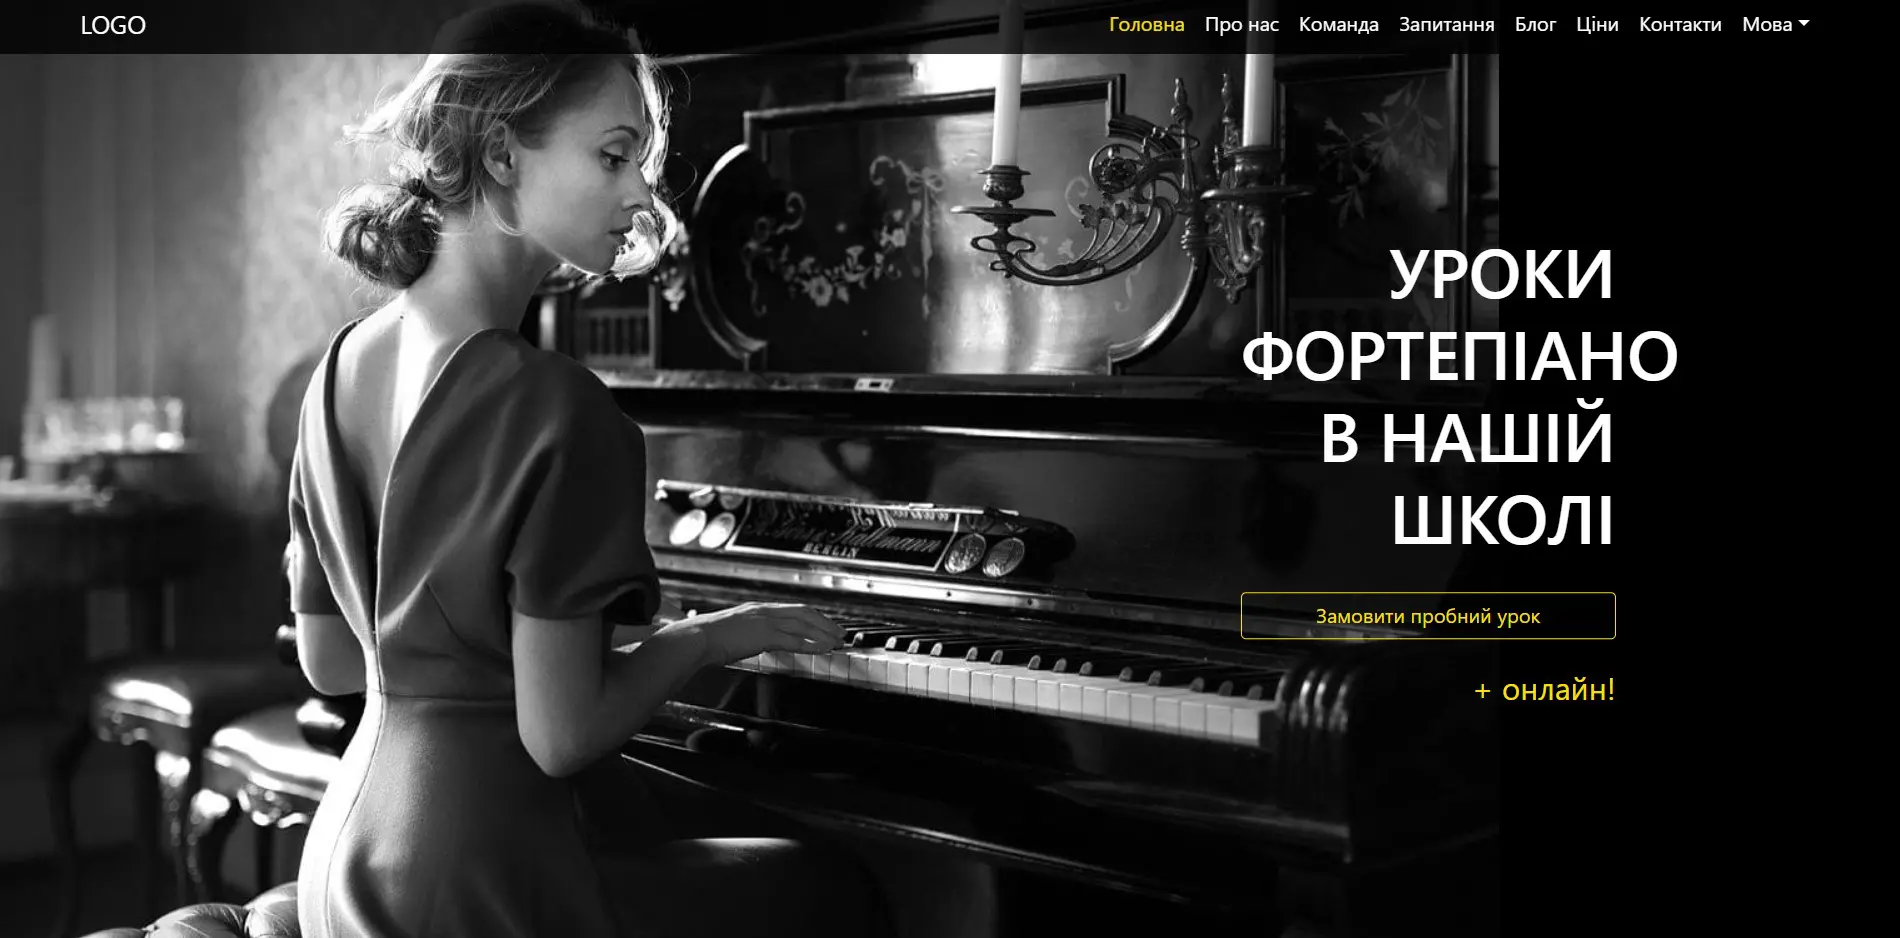 LOGO
Головна Про нас Команда Запитання Блог Ціни Контакти Мова
УРОКИ
ФОРТЕПІАНО
В НАШІЙ
ШКОЛІ
BERLIN
Замовити пробний урок
+ онлайн!